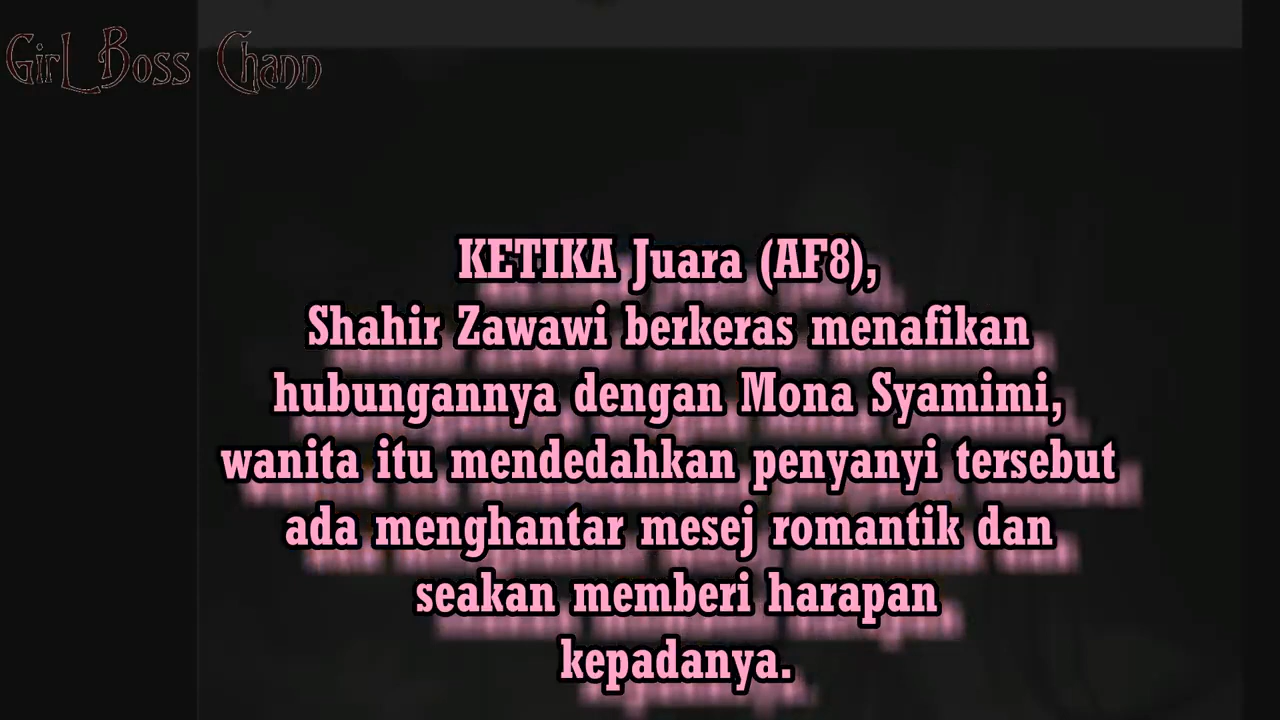 GirL Boss Chann
KETIKA Juara (AF8),
Shahir Zawawi berkeras menafikan
hubungannya dengan Mona Syamimi,
wanita itu mendedahkan penyanyi tersebut
ada menghantar mesej romantik dan
seakan memberi harapan
kepadanya.